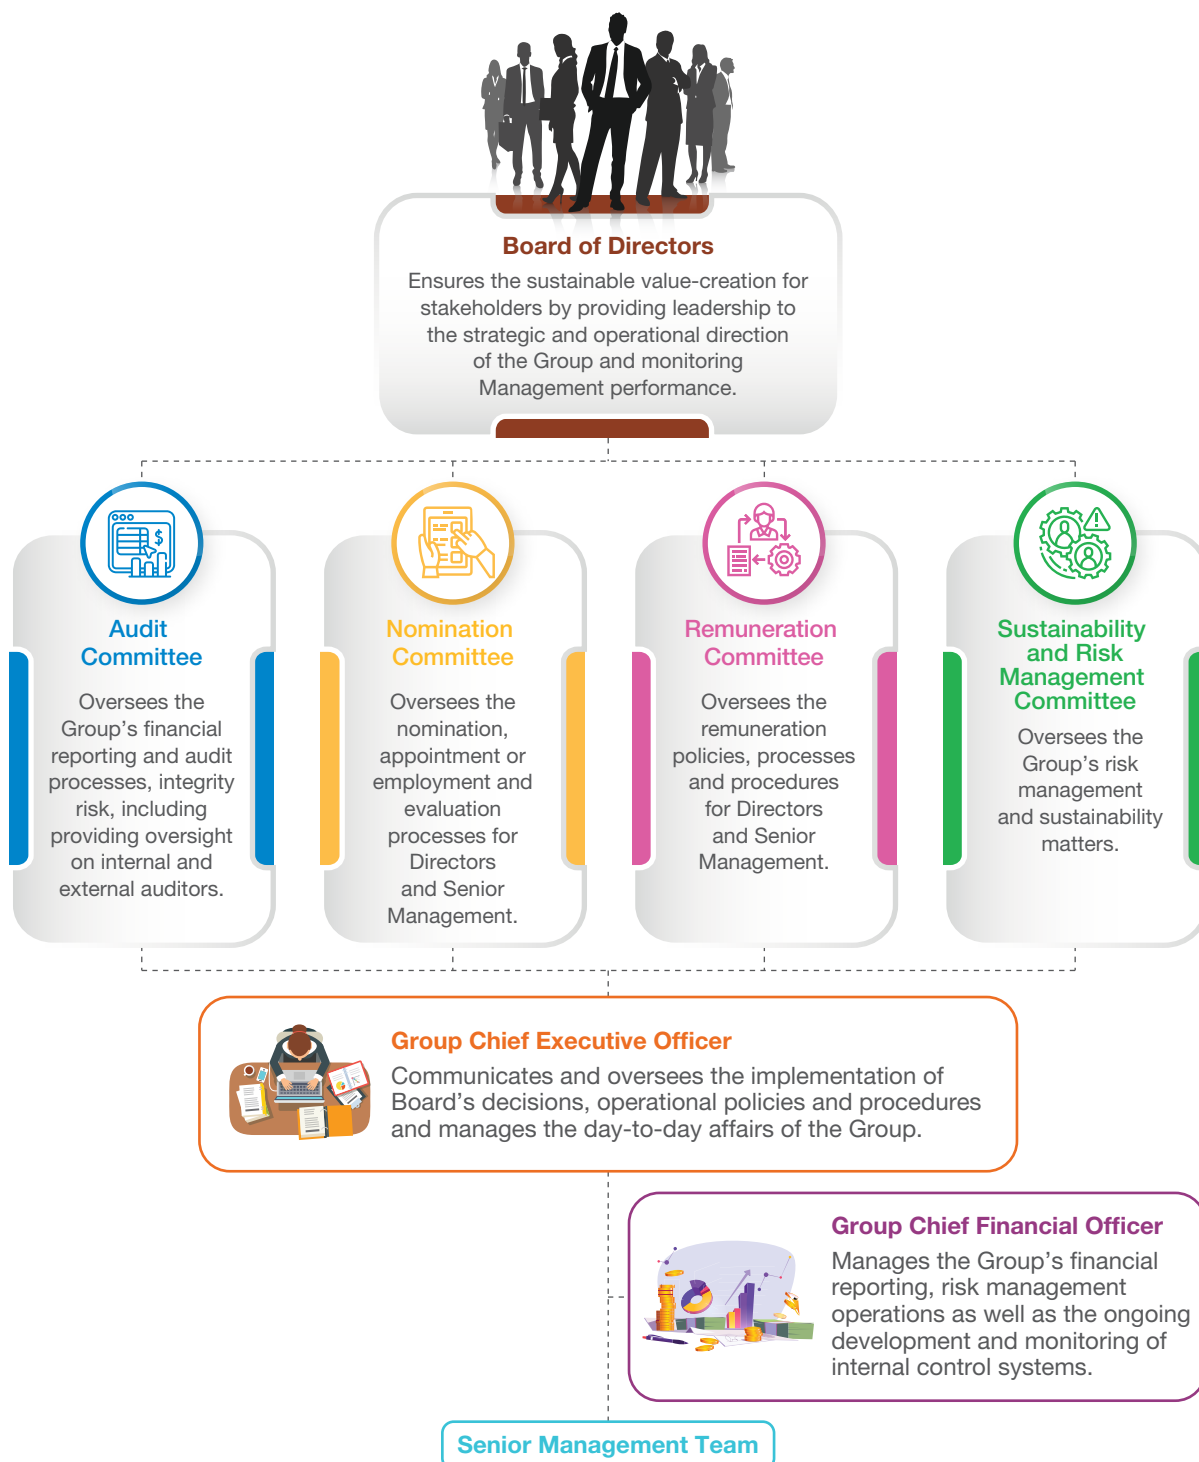 Board of Directors
Ensures the sustainable value-creation for
stakeholders by providing leadership to
the strategic and operational direction
of the Group and monitoring
Management performance.
$
Audit
Committee
Oversees the
Group's financial
reporting and audit
processes, integrity
risk, including
providing oversight
on internal and
external auditors.
Nomination
Committee
Oversees the
nomination,
appointment or
employment and
evaluation
processes for
Directors
and Senior
Management.
Remuneration
Committee
Oversees the
remuneration
policies, processes
and procedures
for Directors
and Senior
Management.
Sustainability
and Risk
Management
Committee
Oversees the
Group's risk
management
and sustainability
matters.
Group Chief Executive Officer
Communicates and oversees the implementation of
Board's decisions, operational policies and procedures
and manages the day-to-day affairs of the Group.
Group Chief Financial Officer
Manages the Group's financial
reporting, risk management
operations as well as the ongoing
development and monitoring of
internal control systems.
Senior Management Team